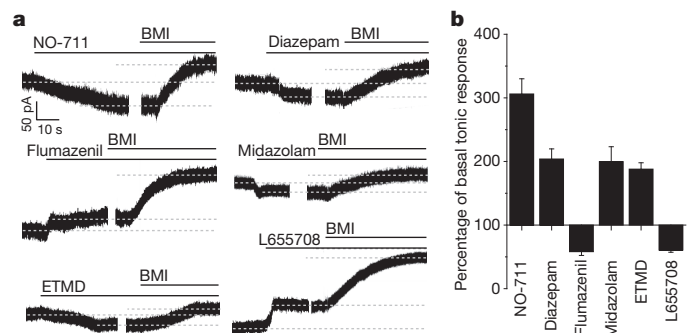 a
BMI
NO-711
50 pA
10 s
BMI
Diazepam
BMI
Flumazenil
BMI
Midazolam
BMI
ETMD
BMI
L655708
b
Percentage of basal tonic response
400
300
200
100
0
NO-711
Diazepam
Flumazenil
Midazolam
ETMD
L655708